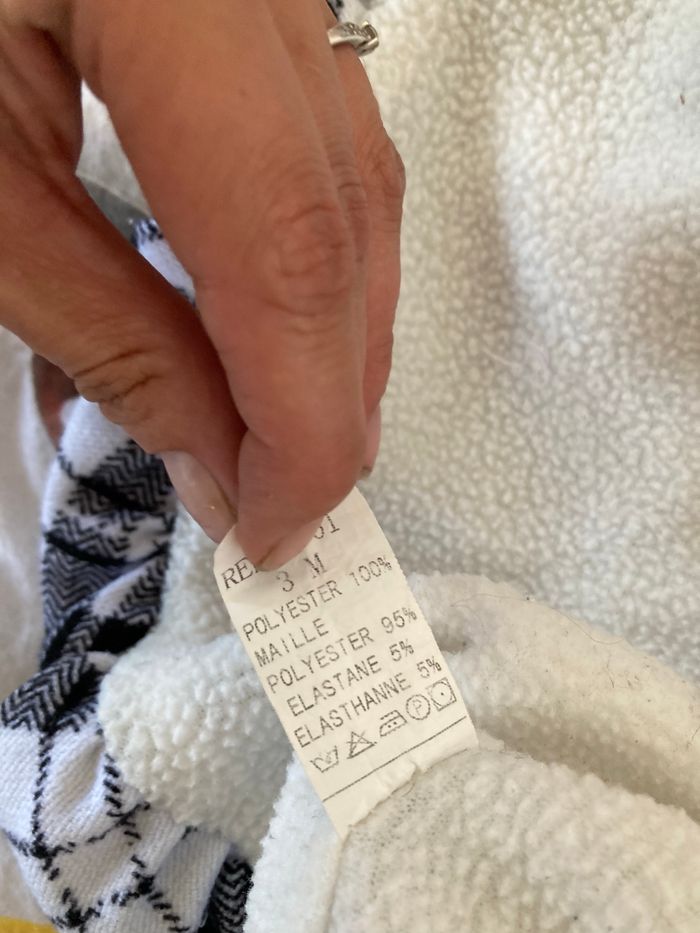 3 M
POLYESTER 100%
MAILLE
POLYESTER 95%
ELASTANE 5%
ELASTHANNE 5%
P